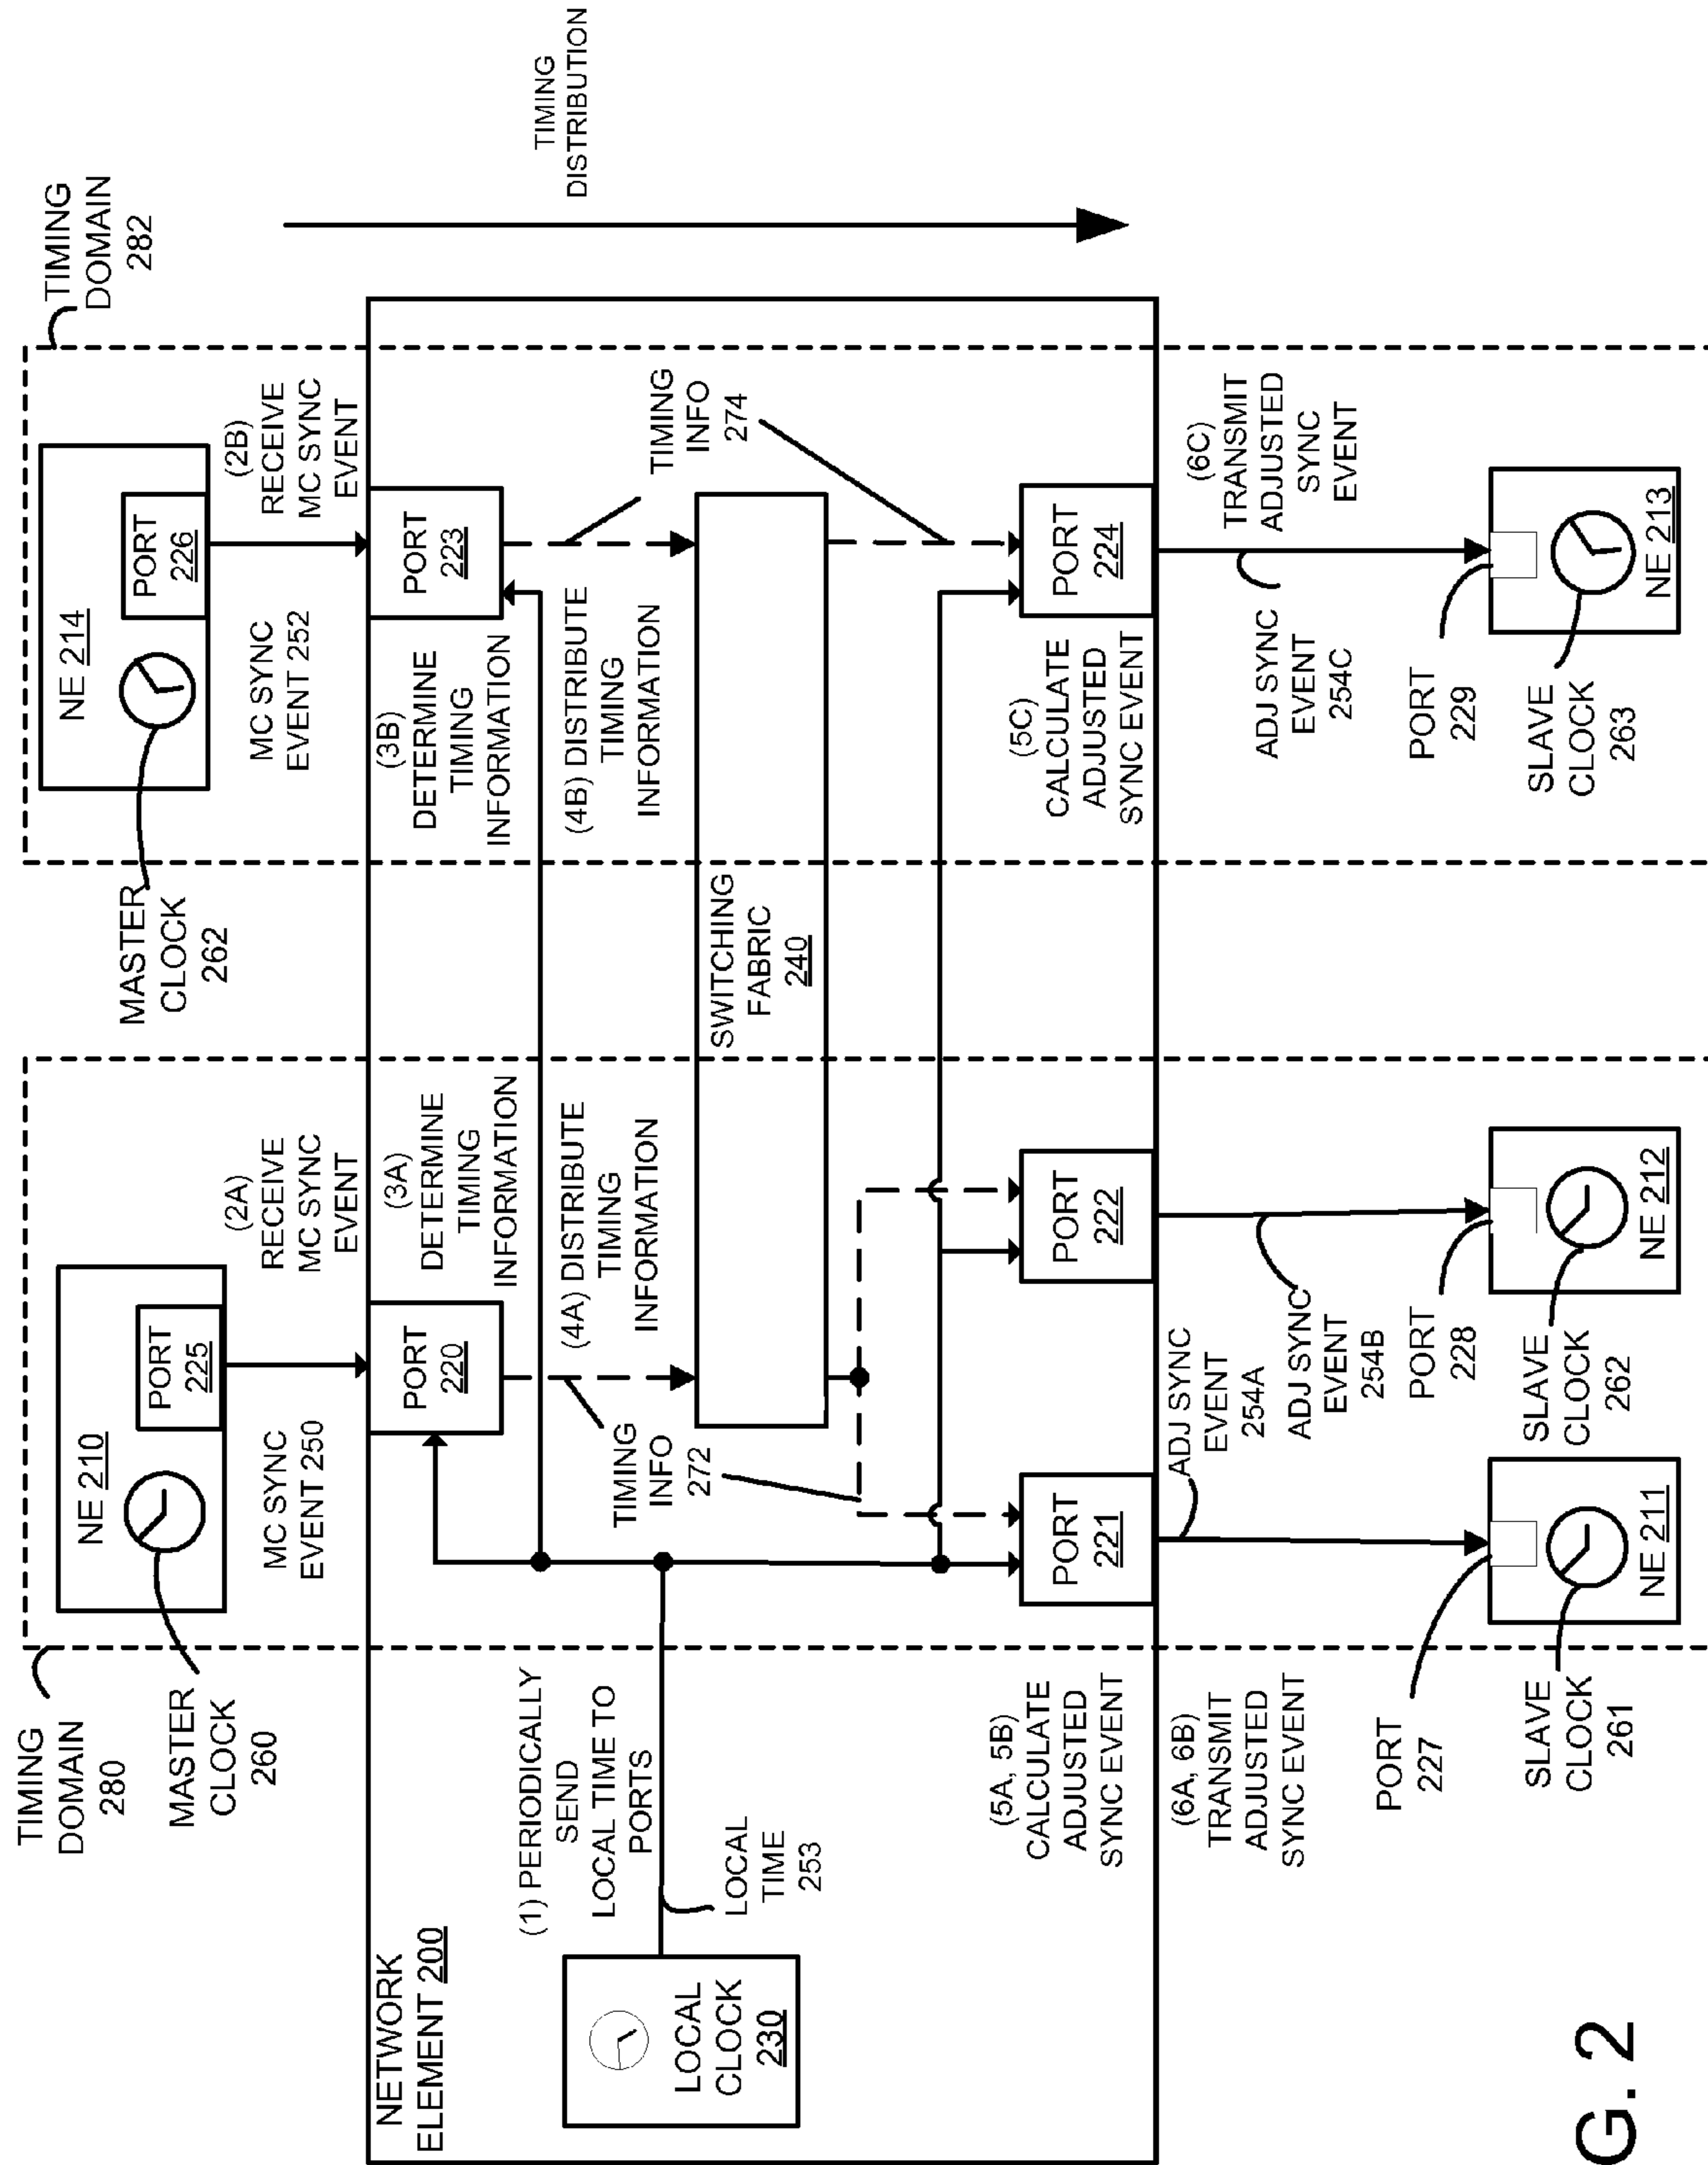 TIMING
DOMAIN
280
MASTER
CLOCK
260
NE 210
PORT
225
MC SYNC
EVENT 250
(2A)
RECEIVE
MC SYNC
EVENT
MASTER
CLOCK
262
NE 214
PORT
226
MC SYNC
EVENT 252
(2B)
RECEIVE
MC SYNC
EVENT
TIMING
DOMAIN
282
TIMING
DISTRIBUTION
NETWORK
ELEMENT 200
PORT
220
(3A)
DETERMINE
TIMING
INFORMATION
(3B)
DETERMINE
TIMING
INFORMATION
PORT
223
(1) PERIODICALLY
SEND
LOCAL TIME TO
PORTS
LOCAL
CLOCK
230
LOCAL
TIME
253
TIMING
INFO
272
(4A) DISTRIBUTE
TIMING
INFORMATION
(4B) DISTRIBUTE
TIMING
INFORMATION
TIMING
INFO
274
SWITCHING
FABRIC
240
(5A, 5B)
CALCULATE
ADJUSTED
SYNC EVENT
PORT
221
PORT
222
(5C)
CALCULATE
ADJUSTED
SYNC EVENT
PORT
224
(6A, 6B)
TRANSMIT
ADJUSTED
SYNC EVENT
ADJ SYNC
EVENT
254A
ADJ SYNC
EVENT
254B
ADJ SYNC
EVENT
254C
(6C)
TRANSMIT
ADJUSTED
SYNC
EVENT
PORT
227
PORT
228
PORT
229
SLAVE
CLOCK
261
NE 211
SLAVE
CLOCK
262
NE 212
SLAVE
CLOCK
263
NE 213
G. 2